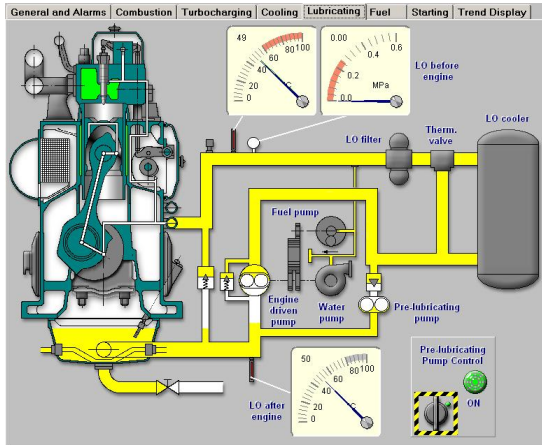 General and Alarms Combustion Turbocharging Cooling Lubricating Fuel Starting Trend Display
49
0
20
40
60
80
100
°C
0.00
0.0
0.2
0.4
0.6
MPa
LO before
engine
LO cooler
LO filter
Therm.
valve
Fuel pump
Engine
driven
pump
Water
pump
Pre-lubricating
pump
50
0
20
40
60
80
100
°C
LO after
engine
Pre-lubricating
Pump Control
ON